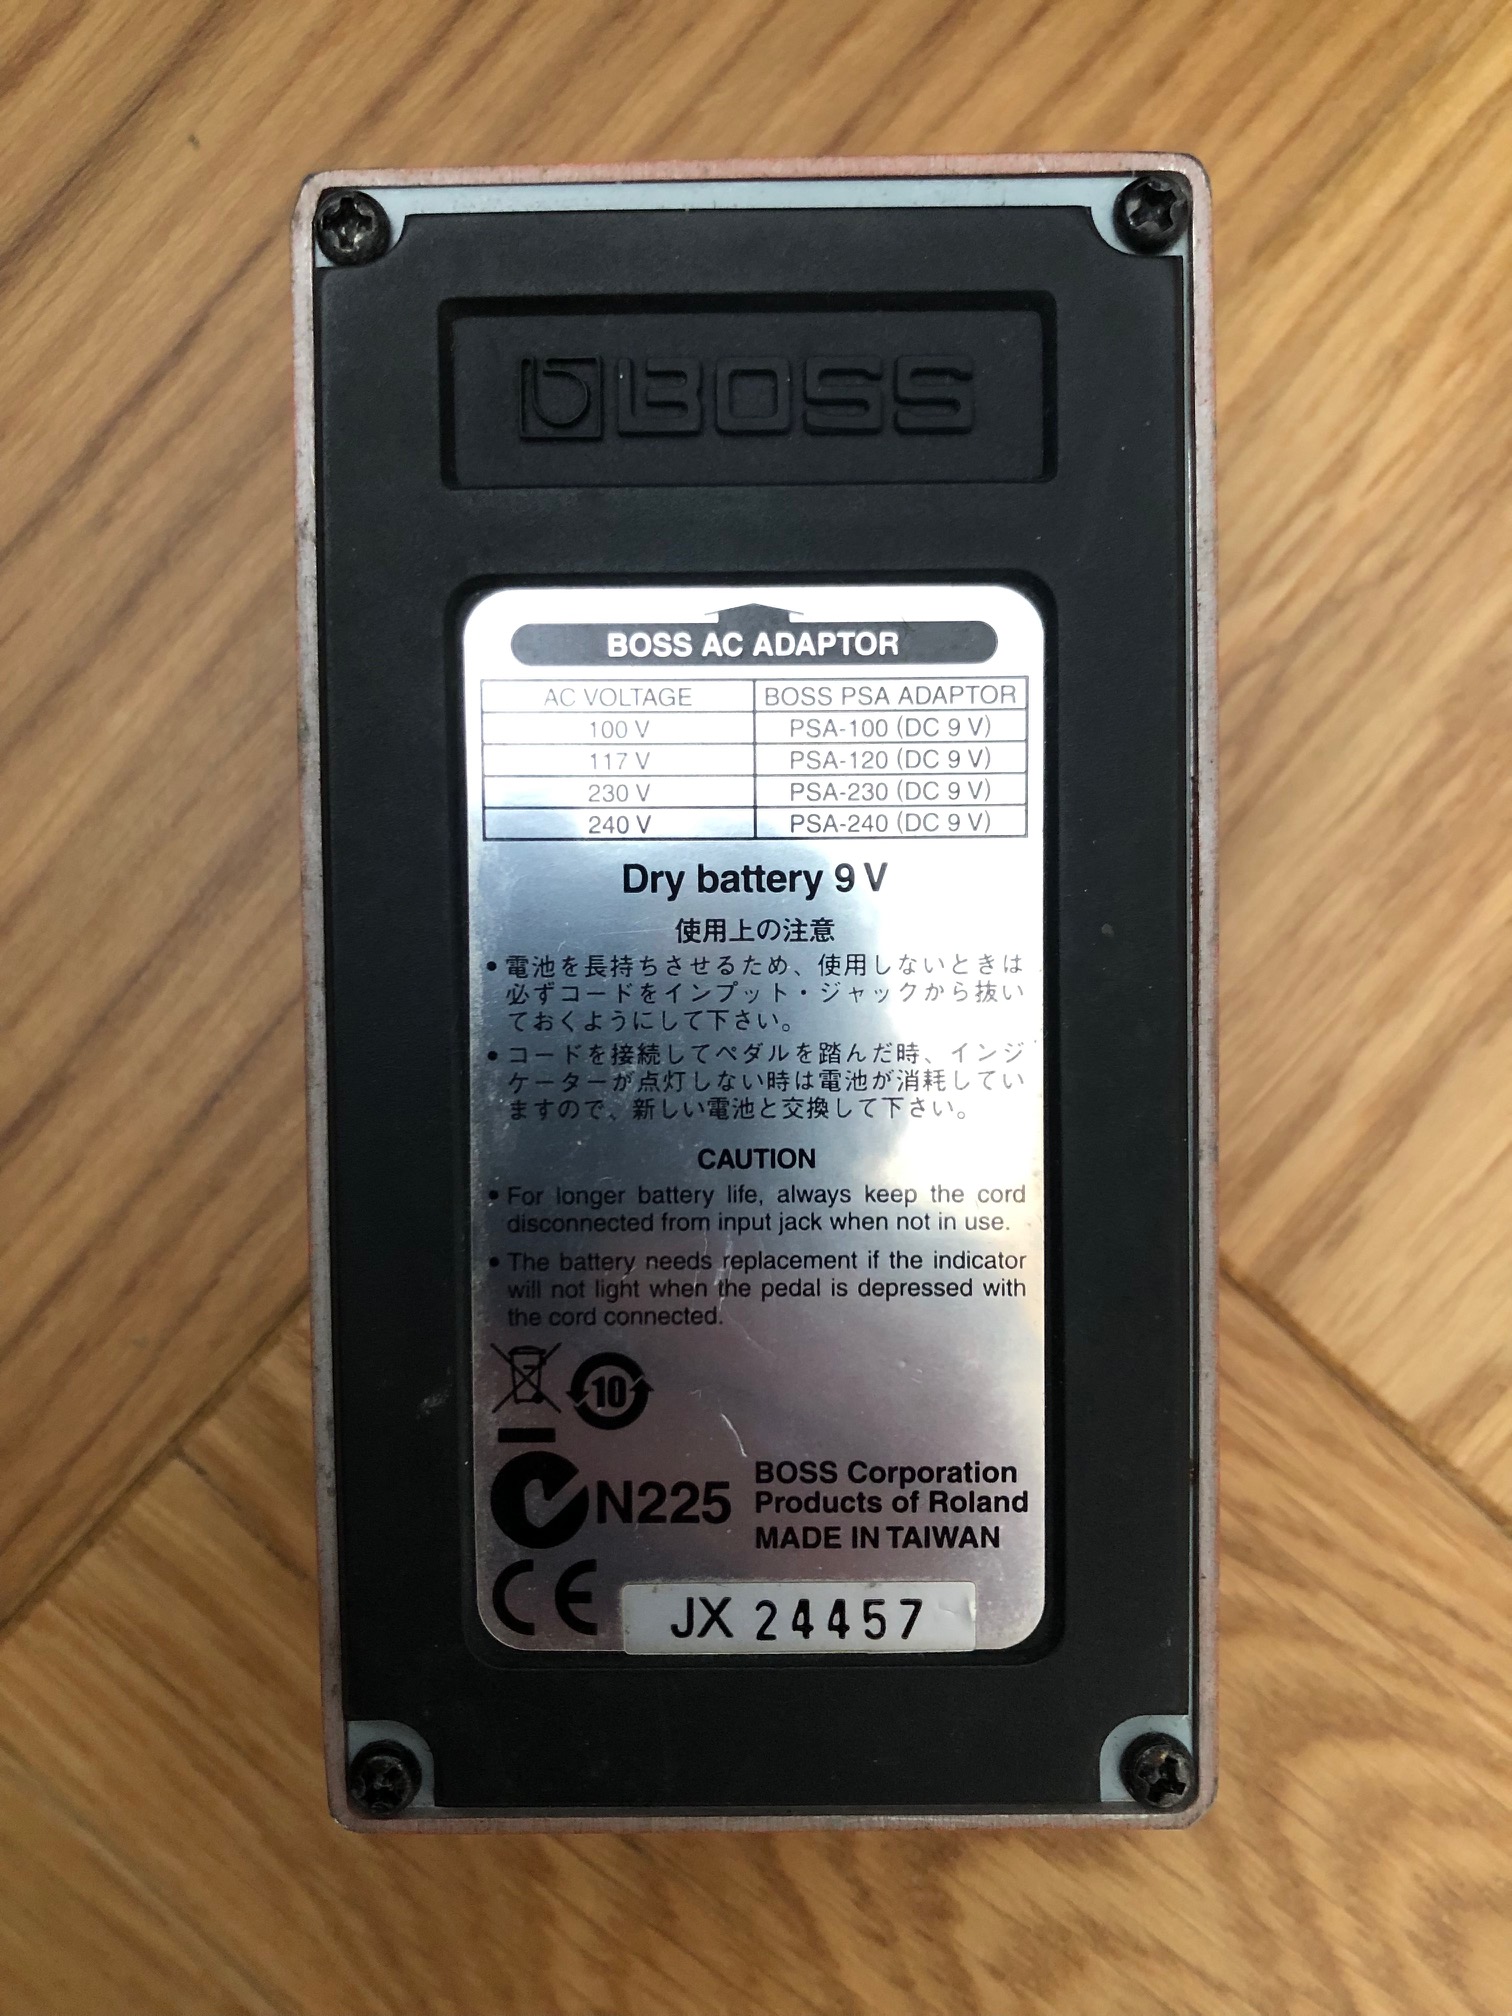 BOSS
BOSS AC ADAPTOR
AC VOLTAGE BOSS PSA ADAPTOR
100 V PSA-100 (DC 9 V)
117 V PSA-120 (DC 9 V)
230 V PSA-230 (DC 9 V)
240 V PSA-240 (DC 9 V)
Dry battery 9 V
使用上の注意
• 電池を長持ちさせるため、使用しないときは
必ずコードをインプット・ジャックから抜い
ておくようにして下さい。
• コードを接続してペダルを踏んだ時、インジ
ケーターが点灯しない時は電池が消耗してい
ますので、新しい電池と交換して下さい。
CAUTION
• For longer battery life, always keep the cord
disconnected from input jack when not in use.
• The battery needs replacement if the indicator
will not light when the pedal is depressed with
the cord connected.
10
N225
BOSS Corporation
Products of Roland
MADE IN TAIWAN
CE
JX 24457